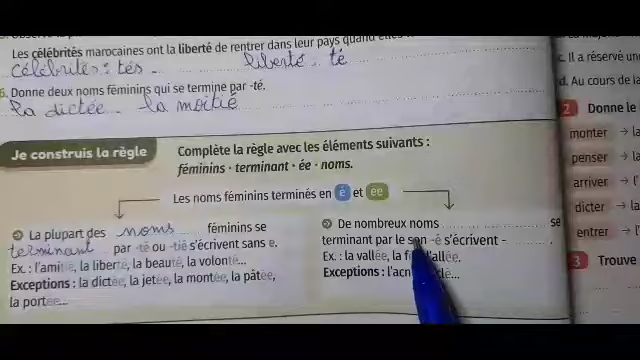 Les célébrités marocaines ont la liberté de rentrer dans leur pays quand elles
célébrités : tés liberté : té
6. Donne deux noms féminins qui se termine par -té.
la dictée la moitié
Je construis la règle
Complète la règle avec les éléments suivants :
féminins · terminant · ée · noms.
Les noms féminins terminés en é et ée
La plupart des noms féminins se
terminant par -té ou -tié s'écrivent sans e.
Ex. : l'amitié, la liberté, la beauté, la volonté...
Exceptions : la dictée, la jetée, la montée, la pâtée,
la portée...
De nombreux noms se
terminant par le son -é s'écrivent -
Ex. : la vallée, la l'allée.
Exceptions : l'acn
c. Il a réservé un
d. Au cours de la
2 Donne le
monter → la
penser → la
arriver → l'
dicter → la
entrer → l'
3 Trouve